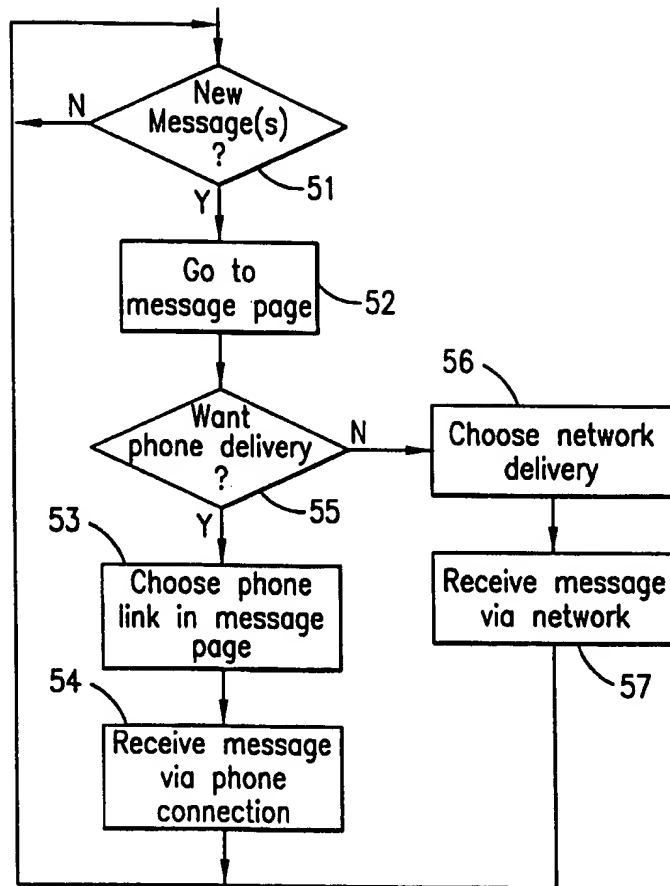 New
Message(s)
?
N
51
Y
Go to
message page
52
Want
phone delivery
?
N
55
Y
56
Choose network
delivery
53
Choose phone
link in message
page
Receive message
via network
57
54
Receive message
via phone
connection